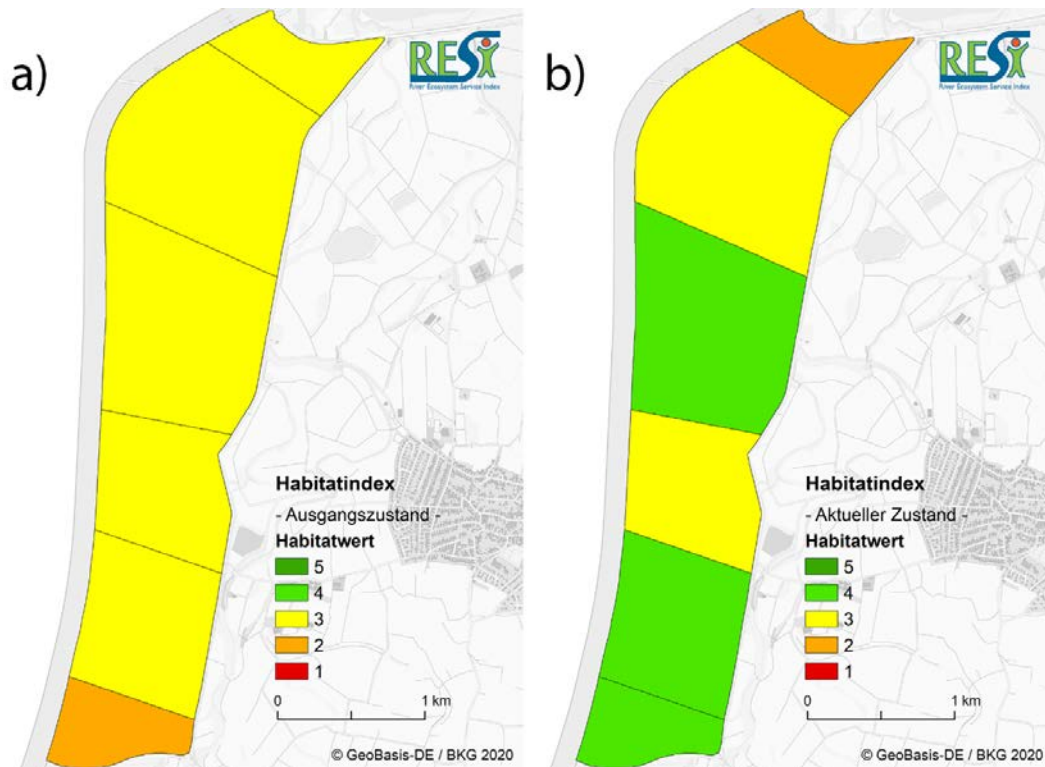 a)
RESI
River Ecosystem Service Index
Habitatindex
- Ausgangszustand -
Habitatwert
5
4
3
2
1
0 1 km
© GeoBasis-DE / BKG 2020
b)
RESI
River Ecosystem Service Index
Habitatindex
- Aktueller Zustand -
Habitatwert
5
4
3
2
1
0 1 km
© GeoBasis-DE / BKG 2020